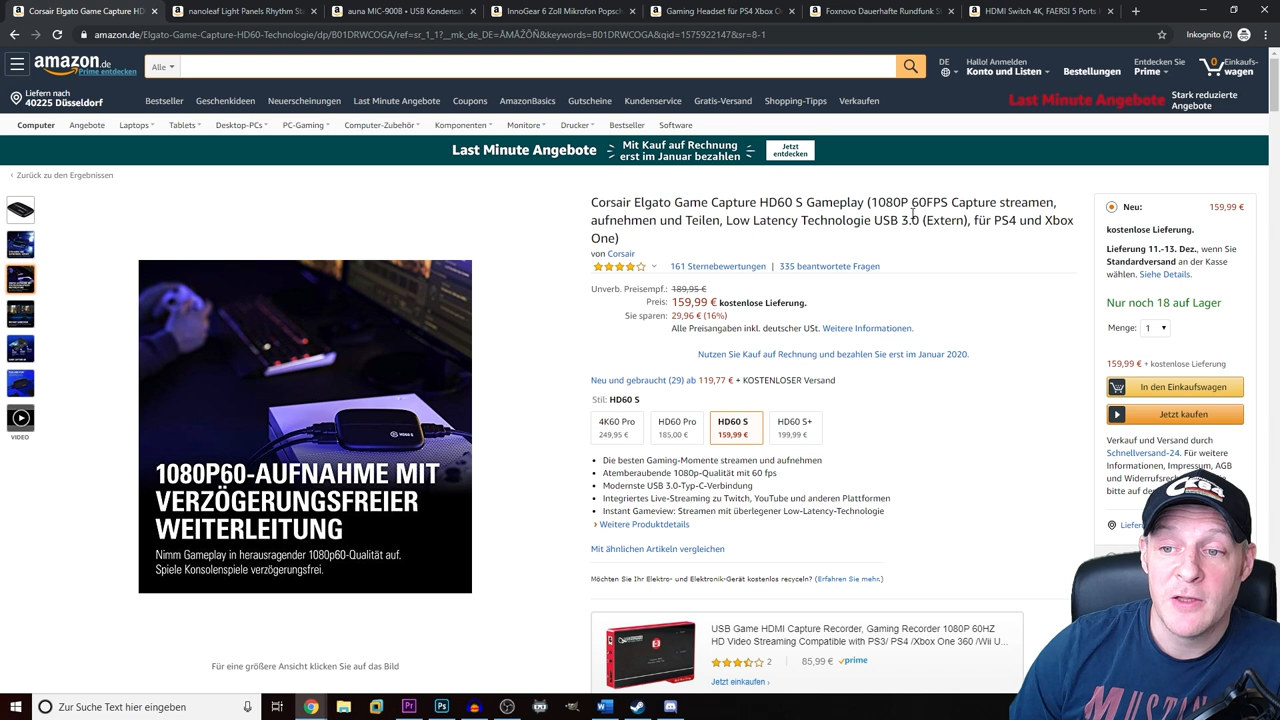 Elgato Game Capture HD
nanoleaf Light Panels Rhythm Sta
auna MIC-900B • USB Kondensat
InnoGear 6 Zoll Mikrofon Popsch
Gaming Headset für PS4 Xbox O
Foxnovo Dauerhafter Einstellbar
HDMI Switch 4K, FAERSI 5 Ports H
amazon.de/Elgato-Game-Capture-HD60-Technologie/dp/B01DRWCOGA/ref=sr_1_1?__mk_de_DE=ÅMÅŽÕÑ&keywords=B01DRWCOGA&qid=1575922147&sr=8-1
Inkognito (2)
amazon.de
Prime entdecken
Alle
DE
Hallo! Anmelden
Konto und Listen
Bestellungen
Entdecken Sie
Prime
0
Einkaufs-
wagen
Liefern nach
40225 Düsseldorf
Bestseller
Geschenkideen
Neuerscheinungen
Last Minute Angebote
Coupons
AmazonBasics
Gutscheine
Kundenservice
Gratis-Versand
Shopping-Tipps
Verkaufen
Last Minute Angebote
Stark reduzierte
Angebote
Computer
Angebote
Laptops
Tablets
Desktop-PCs
PC-Gaming
Computer-Zubehör
Komponenten
Monitore
Drucker
Bestseller
Software
Last Minute Angebote
Mit Kauf auf Rechnung
erst im Januar bezahlen
Jetzt
entdecken
‹ Zurück zu den Ergebnissen
VIDEO
HD60 S
1080P60-AUFNAHME MIT
VERZÖGERUNGSFREIER
WEITERLEITUNG
Nimm Gameplay in herausragender 1080p60-Qualität auf.
Spiele Konsolenspiele verzögerungsfrei.
Für eine größere Ansicht klicken Sie auf das Bild
Corsair Elgato Game Capture HD60 S Gameplay (1080P 60FPS Capture streamen,
aufnehmen und Teilen, Low Latency Technologie USB 3.0 (Extern), für PS4 und Xbox
One)
von Corsair
161 Sternebewertungen | 335 beantwortete Fragen
Unverb. Preisempf.: 189,95 €
Preis: 159,99 € kostenlose Lieferung.
Sie sparen: 29,96 € (16%)
Alle Preisangaben inkl. deutscher USt. Weitere Informationen.
Nutzen Sie Kauf auf Rechnung und bezahlen Sie erst im Januar 2020.
Neu und gebraucht (29) ab 119,77 € + KOSTENLOSER Versand
Stil: HD60 S
4K60 Pro
249,95 €
HD60 Pro
185,00 €
HD60 S
159,99 €
HD60 S+
199,99 €
• Die besten Gaming-Momente streamen und aufnehmen
• Atemberaubende 1080p-Qualität mit 60 fps
• Modernste USB 3.0-Typ-C-Verbindung
• Integriertes Live-Streaming zu Twitch, YouTube und anderen Plattformen
• Instant Gameview: Streamen mit überlegener Low-Latency-Technologie
› Weitere Produktdetails
Mit ähnlichen Artikeln vergleichen
Möchten Sie Ihr Elektro- und Elektronik-Gerät kostenlos recyceln? (Erfahren Sie mehr.)
USB Game HDMI Capture Recorder, Gaming Recorder 1080P 60HZ
HD Video Streaming Compatible with PS3/ PS4 /Xbox One 360 /Wii U...
2
85,99 €
prime
Jetzt einkaufen ›
Neu:
159,99 €
kostenlose Lieferung.
Lieferung 11.-13. Dez., wenn Sie
Standardversand an der Kasse
wählen. Siehe Details.
Nur noch 18 auf Lager
Menge: 1
159,99 € + kostenlose Lieferung
In den Einkaufswagen
Jetzt kaufen
Verkauf und Versand durch
Schnellversand-24. Für weitere
Informationen, Impressum, AGB
und Widerrufsrec
bitte auf de
Liefern
Zur Suche Text hier eingeben
MUSTAN